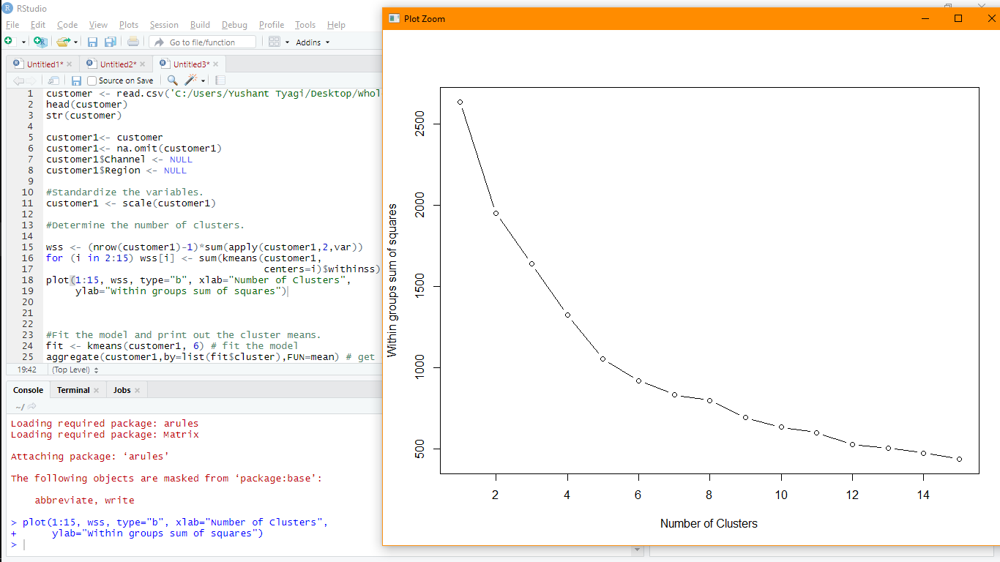 RStudio
File Edit Code View Plots Session Build Debug Profile Tools Help
Go to file/function
Addins
Untitled1* Untitled2* Untitled3*
Source on Save
1 customer <- read.csv('C:/Users/Yushant Tyagi/Desktop/Whol
2 head(customer)
3 str(customer)
4
5 customer1<- customer
6 customer1<- na.omit(customer1)
7 customer1$Channel <- NULL
8 customer1$Region <- NULL
9
10 #Standardize the variables.
11 customer1 <- scale(customer1)
12
13 #Determine the number of clusters.
14
15 wss <- (nrow(customer1)-1)*sum(apply(customer1,2,var))
16 for (i in 2:15) wss[i] <- sum(kmeans(customer1,
17 centers=i)$withinss)
18 plot(1:15, wss, type="b", xlab="Number of Clusters",
19 ylab="Within groups sum of squares")
20
21
22
23 #Fit the model and print out the cluster means.
24 fit <- kmeans(customer1, 6) # fit the model
25 aggregate(customer1,by=list(fit$cluster),FUN=mean) # get
19:42 (Top Level)
Console Terminal Jobs
~/
Loading required package: arules
Loading required package: Matrix
Attaching package: ‘arules’
The following objects are masked from ‘package:base’:
abbreviate, write
> plot(1:15, wss, type="b", xlab="Number of Clusters",
+ ylab="Within groups sum of squares")
>
Plot Zoom
2500
2000
1500
1000
500
Within groups sum of squares
2 4 6 8 10 12 14
Number of Clusters